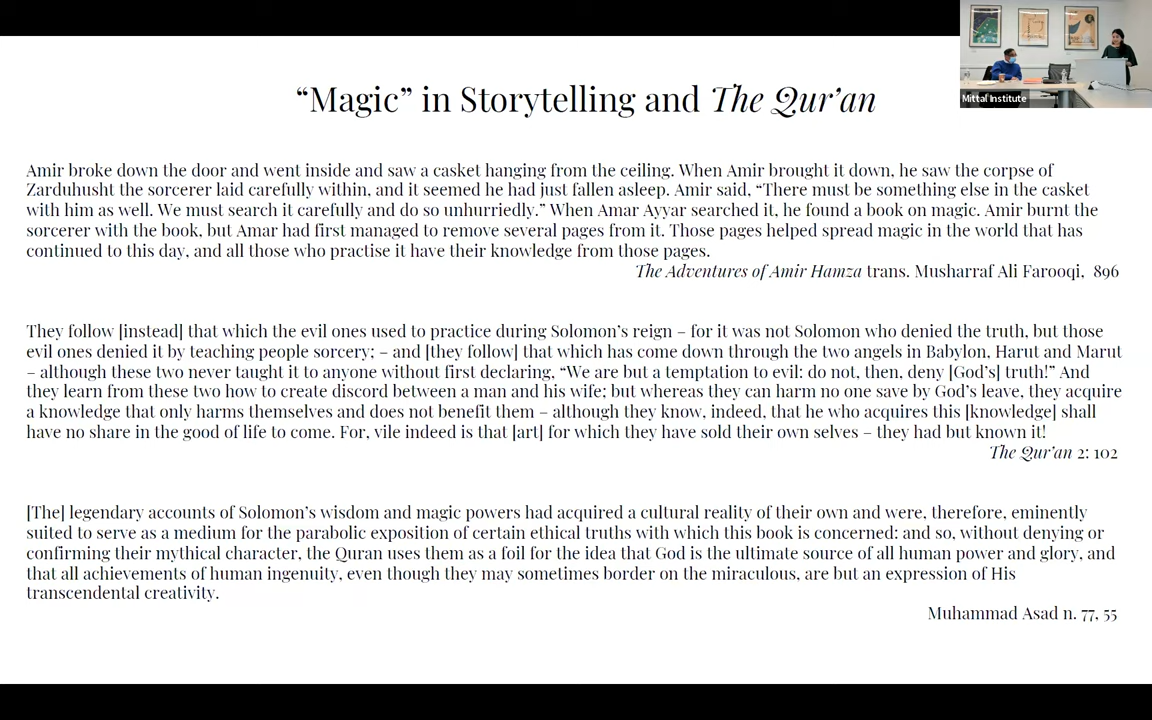 Mittal Institute
“Magic” in Storytelling and The Qur’an
Amir broke down the door and went inside and saw a casket hanging from the ceiling. When Amir brought it down, he saw the corpse of
Zarduhusht the sorcerer laid carefully within, and it seemed he had just fallen asleep. Amir said, “There must be something else in the casket
with him as well. We must search it carefully and do so unhurriedly.” When Amar Ayyar searched it, he found a book on magic. Amir burnt the
sorcerer with the book, but Amar had first managed to remove several pages from it. Those pages helped spread magic in the world that has
continued to this day, and all those who practise it have their knowledge from those pages.
The Adventures of Amir Hamza trans. Musharraf Ali Farooqi, 896
They follow [instead] that which the evil ones used to practice during Solomon’s reign – for it was not Solomon who denied the truth, but those
evil ones denied it by teaching people sorcery; – and [they follow] that which has come down through the two angels in Babylon, Harut and Marut
– although these two never taught it to anyone without first declaring, “We are but a temptation to evil: do not, then, deny [God’s] truth!” And
they learn from these two how to create discord between a man and his wife; but whereas they can harm no one save by God’s leave, they acquire
a knowledge that only harms themselves and does not benefit them – although they know, indeed, that he who acquires this [knowledge] shall
have no share in the good of life to come. For, vile indeed is that [art] for which they have sold their own selves – they had but known it!
The Qur’an 2: 102
[The] legendary accounts of Solomon’s wisdom and magic powers had acquired a cultural reality of their own and were, therefore, eminently
suited to serve as a medium for the parabolic exposition of certain ethical truths with which this book is concerned: and so, without denying or
confirming their mythical character, the Quran uses them as a foil for the idea that God is the ultimate source of all human power and glory, and
that all achievements of human ingenuity, even though they may sometimes border on the miraculous, are but an expression of His
transcendental creativity.
Muhammad Asad n. 77, 55